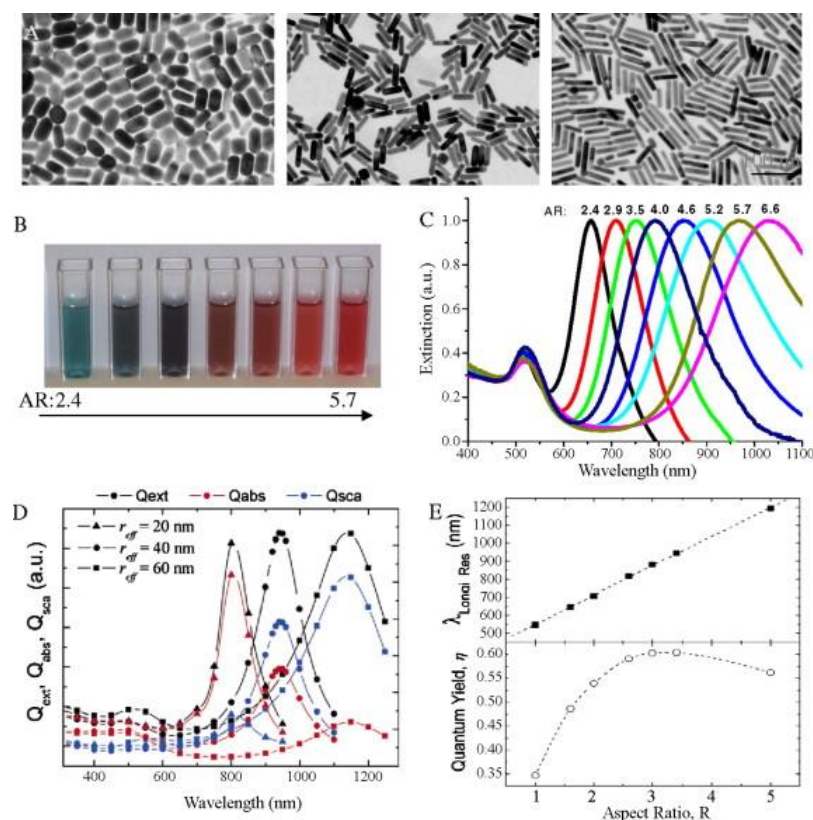 A
B
AR:2.4
5.7
C
AR: 2.4 2.9 3.5 4.0 4.6 5.2 5.7 6.6
Extinction (a.u.)
1.0
0.8
0.6
0.4
0.2
0.0
400 500 600 700 800 900 1000 1100
Wavelength (nm)
D
Qext Qabs Qsca
reff = 20 nm
reff = 40 nm
reff = 60 nm
Qext, Qabs, Qsca (a.u.)
400 600 800 1000 1200
Wavelength (nm)
E
λLongi Res (nm)
1200
1100
1000
900
800
700
600
500
Quantum Yield, η
0.60
0.55
0.50
0.45
0.40
0.35
1 2 3 4 5
Aspect Ratio, R